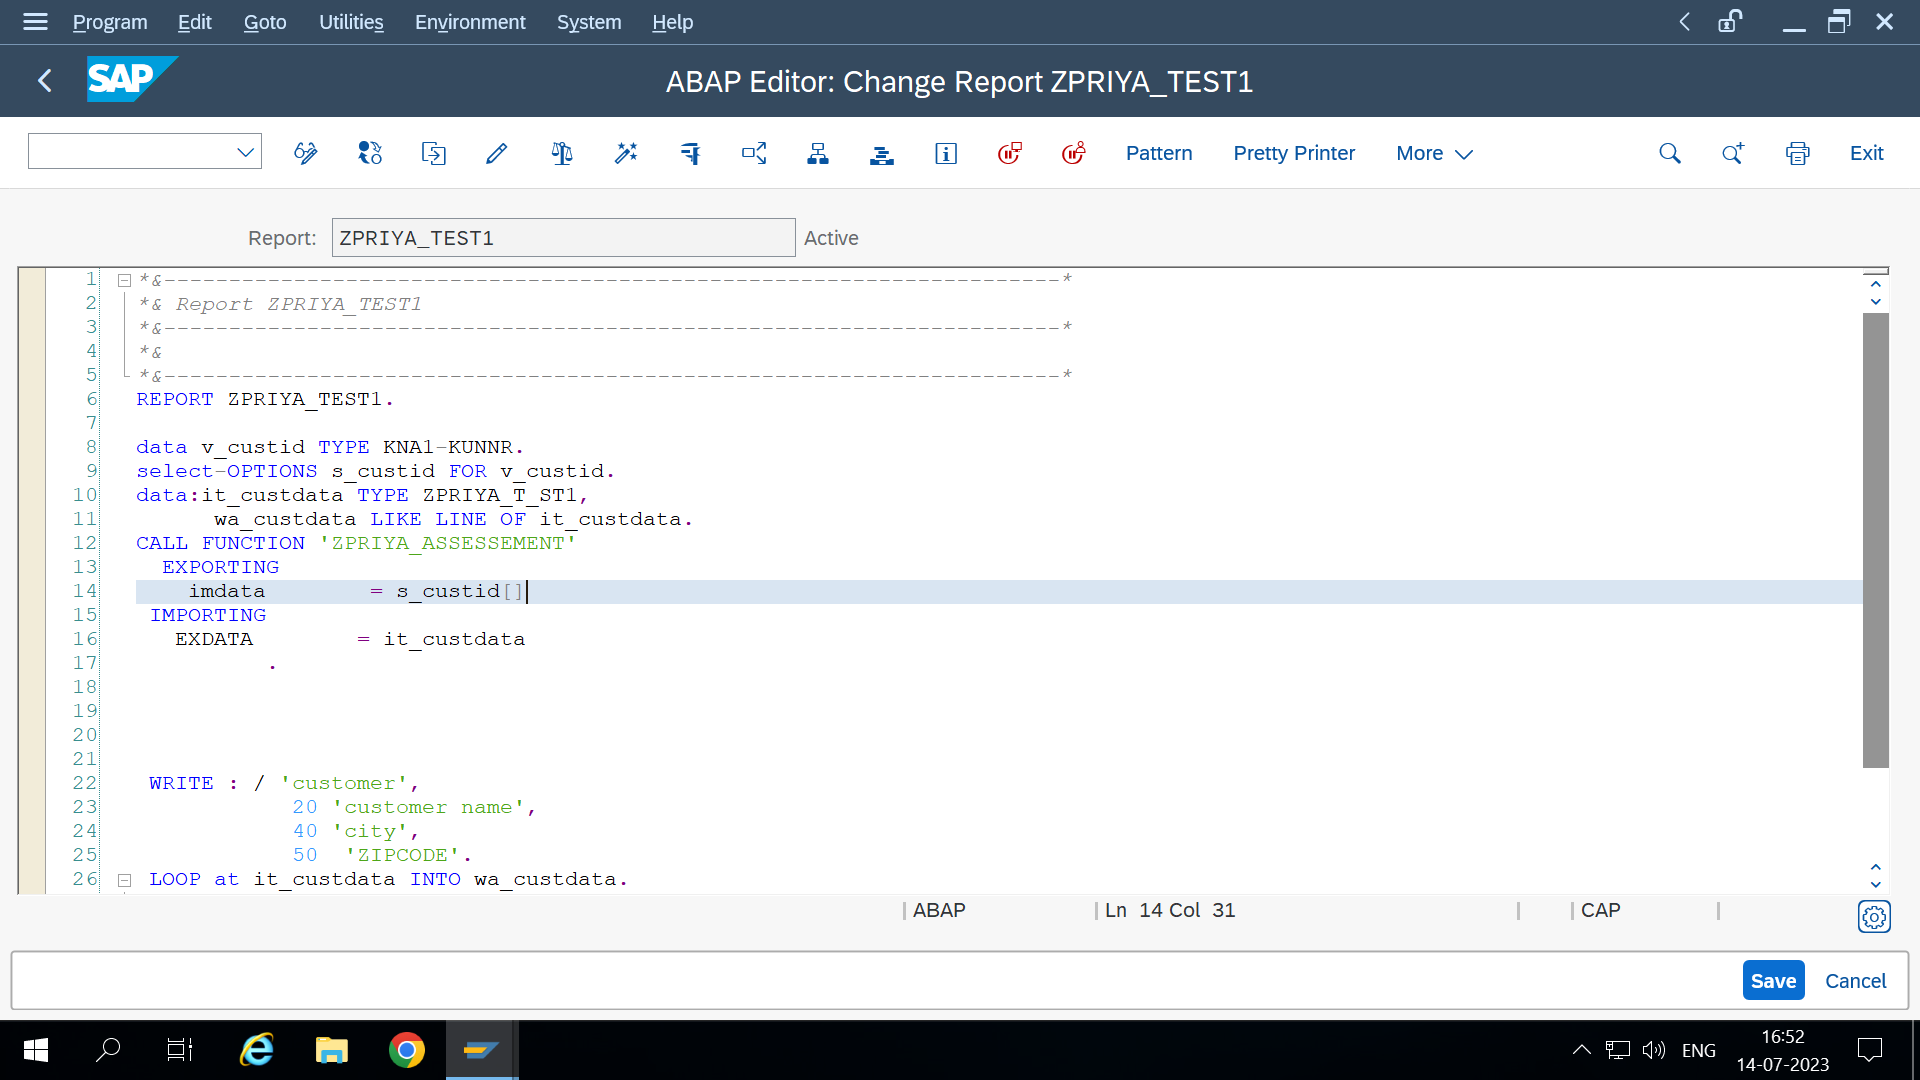 Program Edit Goto Utilities Environment System Help
SAP ABAP Editor: Change Report ZPRIYA_TEST1
Pattern Pretty Printer More Exit
Report: ZPRIYA_TEST1 Active
1 *&---------------------------------------------------------------------*
2 *& Report ZPRIYA_TEST1
3 *&---------------------------------------------------------------------*
4 *&
5 *&---------------------------------------------------------------------*
6 REPORT ZPRIYA_TEST1.
7
8 data v_custid TYPE KNA1-KUNNR.
9 select-OPTIONS s_custid FOR v_custid.
10 data:it_custdata TYPE ZPRIYA_T_ST1,
11 wa_custdata LIKE LINE OF it_custdata.
12 CALL FUNCTION 'ZPRIYA_ASSESSEMENT'
13 EXPORTING
14 imdata = s_custid[]
15 IMPORTING
16 EXDATA = it_custdata
17 .
18
19
20
21
22 WRITE : / 'customer',
23 20 'customer name',
24 40 'city',
25 50 'ZIPCODE'.
26 LOOP at it_custdata INTO wa_custdata.
ABAP Ln 14 Col 31 CAP
Save Cancel
ENG 16:52
14-07-2023